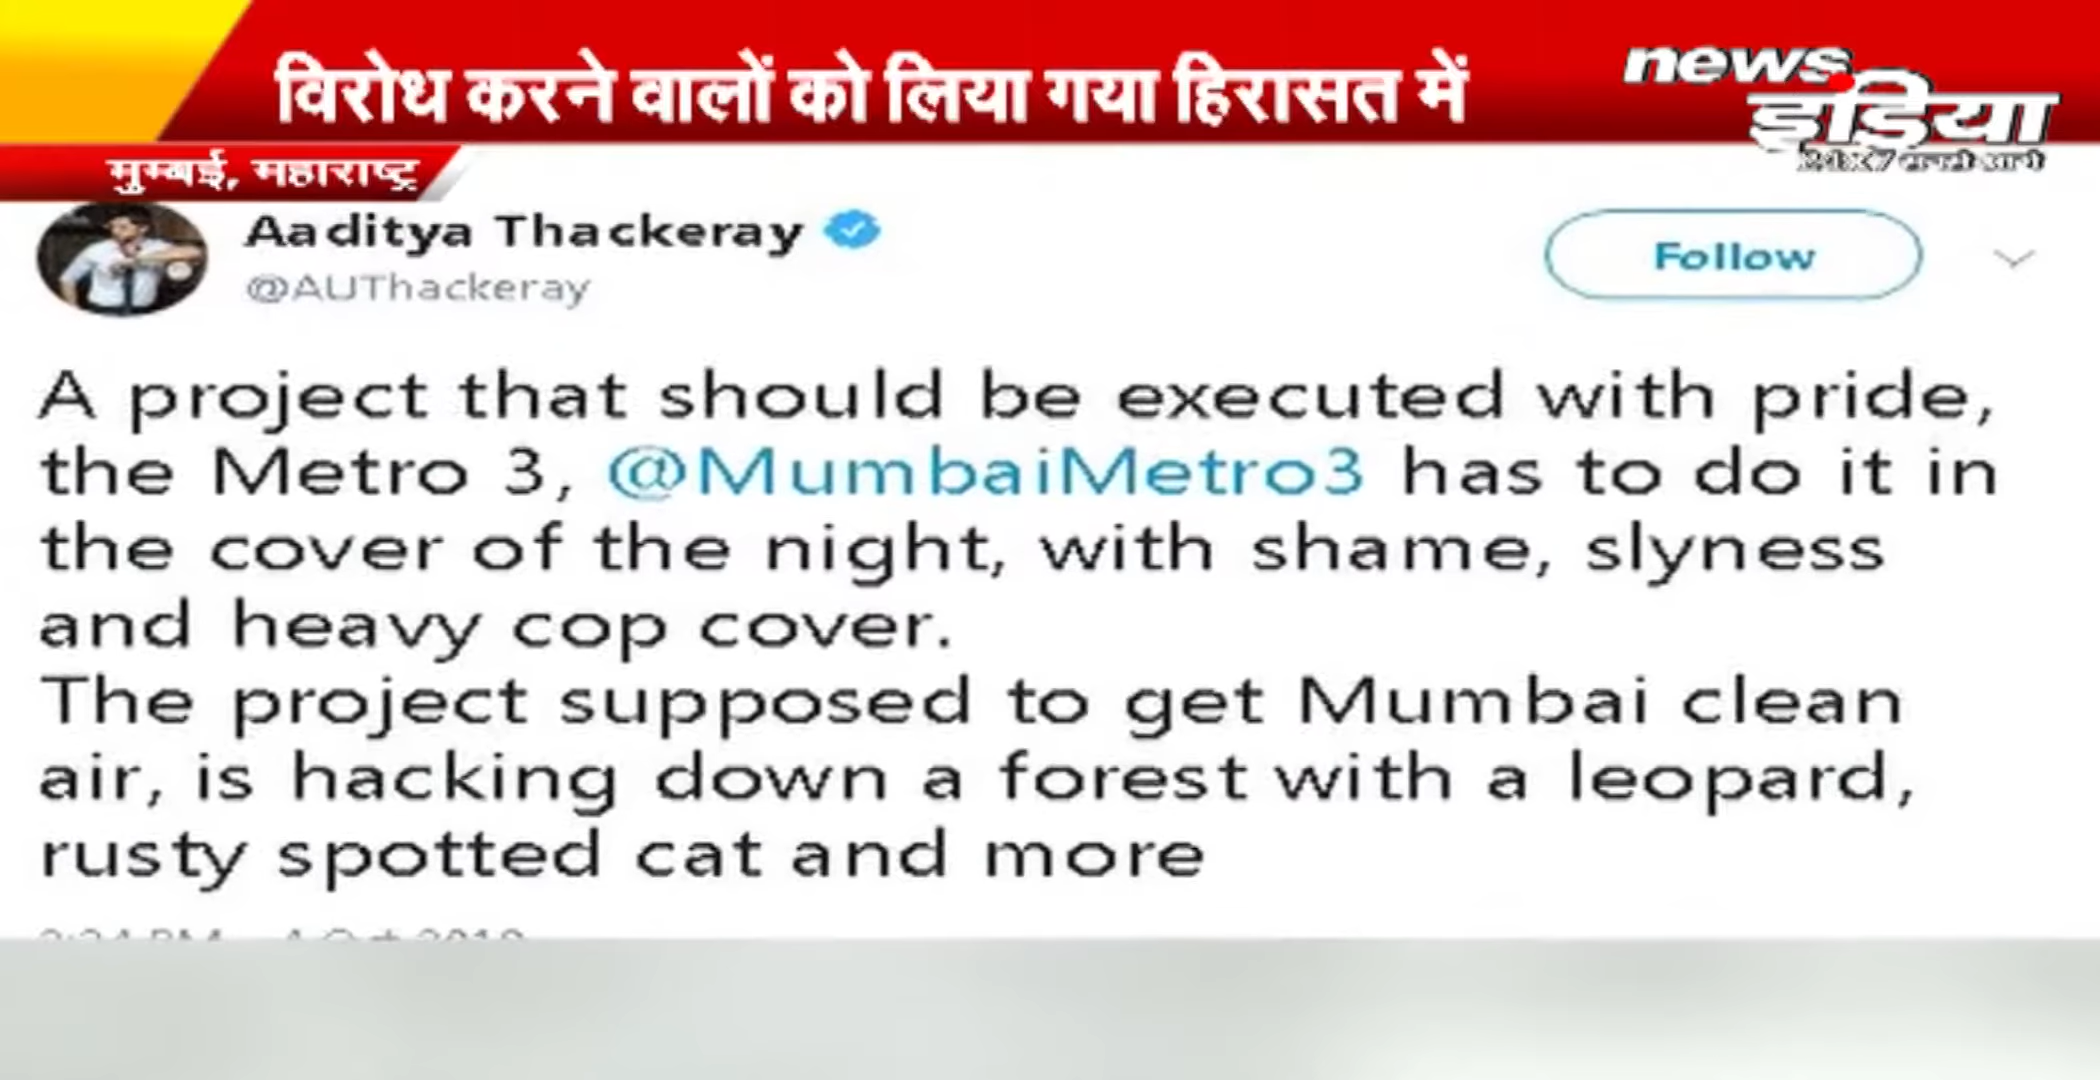 विरोध करने वालों को लिया गया हिरासत में
news
इंडिया
24x7
मुम्बई, महाराष्ट्र
Aaditya Thackeray
Follow
@AUThackeray
A project that should be executed with pride,
the Metro 3, @MumbaiMetro3 has to do it in
the cover of the night, with shame, slyness
and heavy cop cover.
The project supposed to get Mumbai clean
air, is hacking down a forest with a leopard,
rusty spotted cat and more